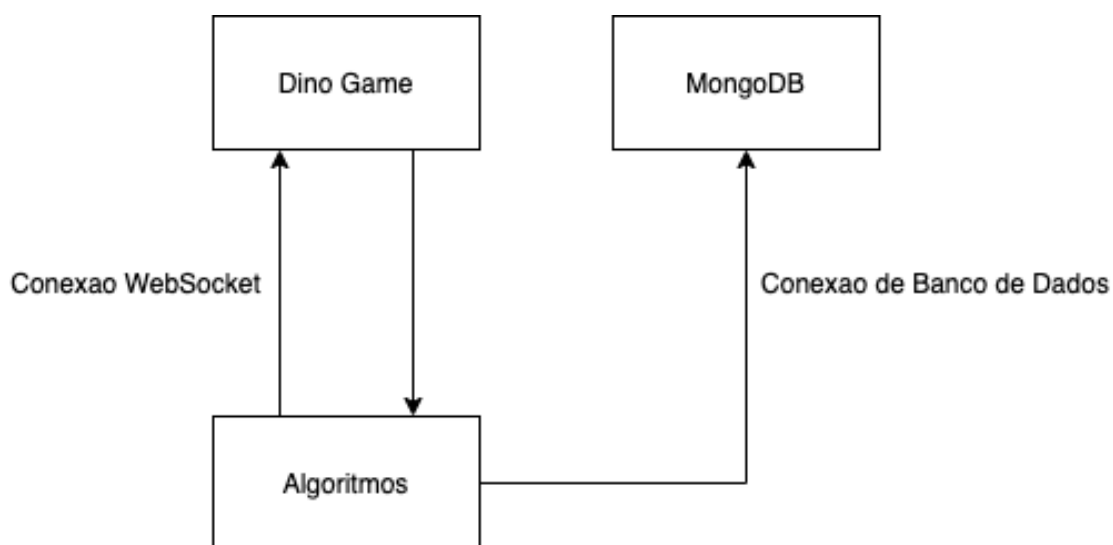 Dino Game
MongoDB
Conexao WebSocket
Conexao de Banco de Dados
Algoritmos